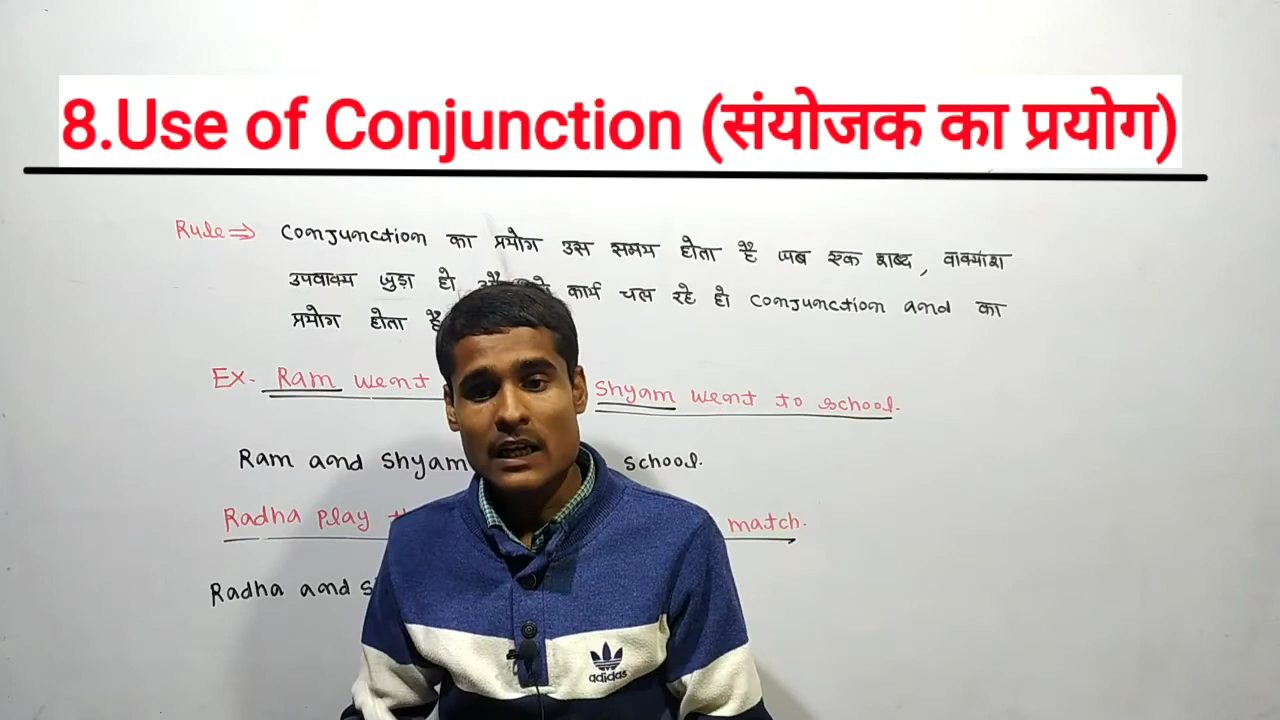 8.Use of Conjunction (संयोजक का प्रयोग)
Rule⇒ Conjunction का प्रयोग उस समय होता है जब एक शब्द, वाक्यांश
उपवाक्य जुड़ा हो कार्य चल रहे हो Conjunction and का
प्रयोग होता है
Ex- Ram went Shyam went to school.
Ram and Shyam school.
Radha play match.
Radha and
adidas